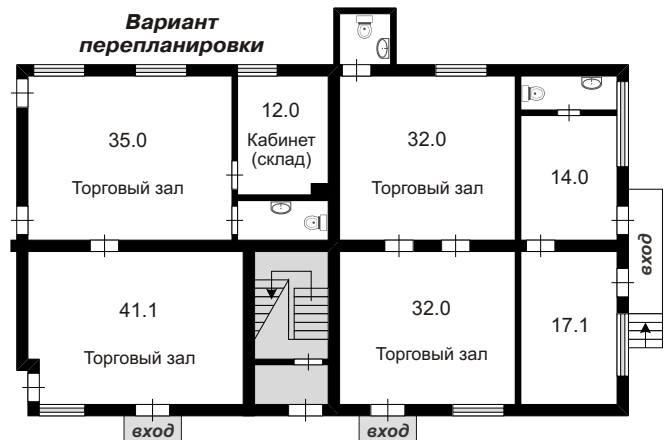 Вариант
перепланировки
35.0
Торговый зал
12.0
Кабинет
(склад)
32.0
Торговый зал
14.0
вход
41.1
Торговый зал
32.0
Торговый зал
17.1
вход
вход